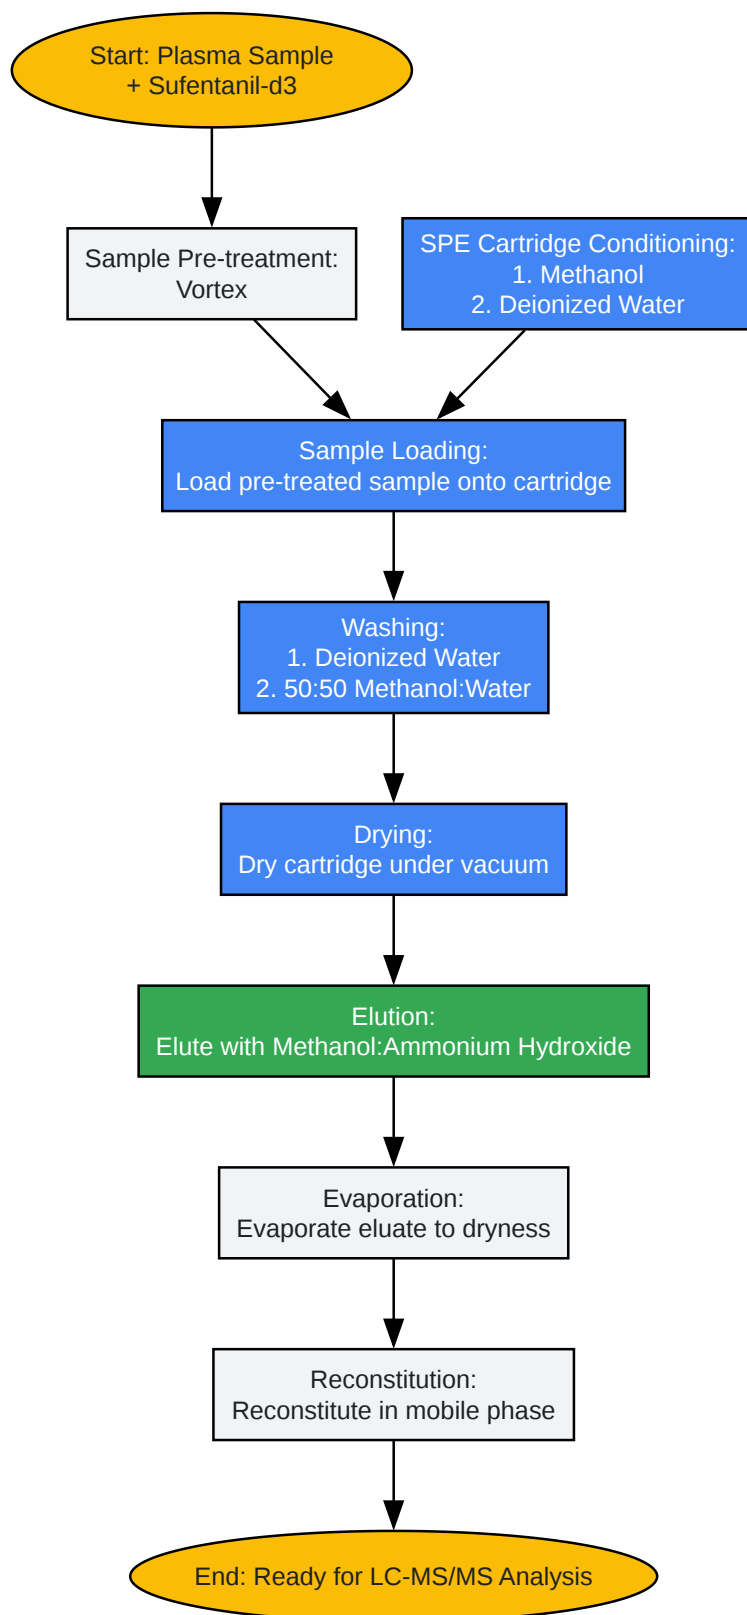 Start: Plasma Sample
+ Sufentanil-d3
Sample Pre-treatment:
Vortex
SPE Cartridge Conditioning:
1. Methanol
2. Deionized Water
Sample Loading:
Load pre-treated sample onto cartridge
Washing:
1. Deionized Water
2. 50:50 Methanol:Water
Drying:
Dry cartridge under vacuum
Elution:
Elute with Methanol:Ammonium Hydroxide
Evaporation:
Evaporate eluate to dryness
Reconstitution:
Reconstitute in mobile phase
End: Ready for LC-MS/MS Analysis